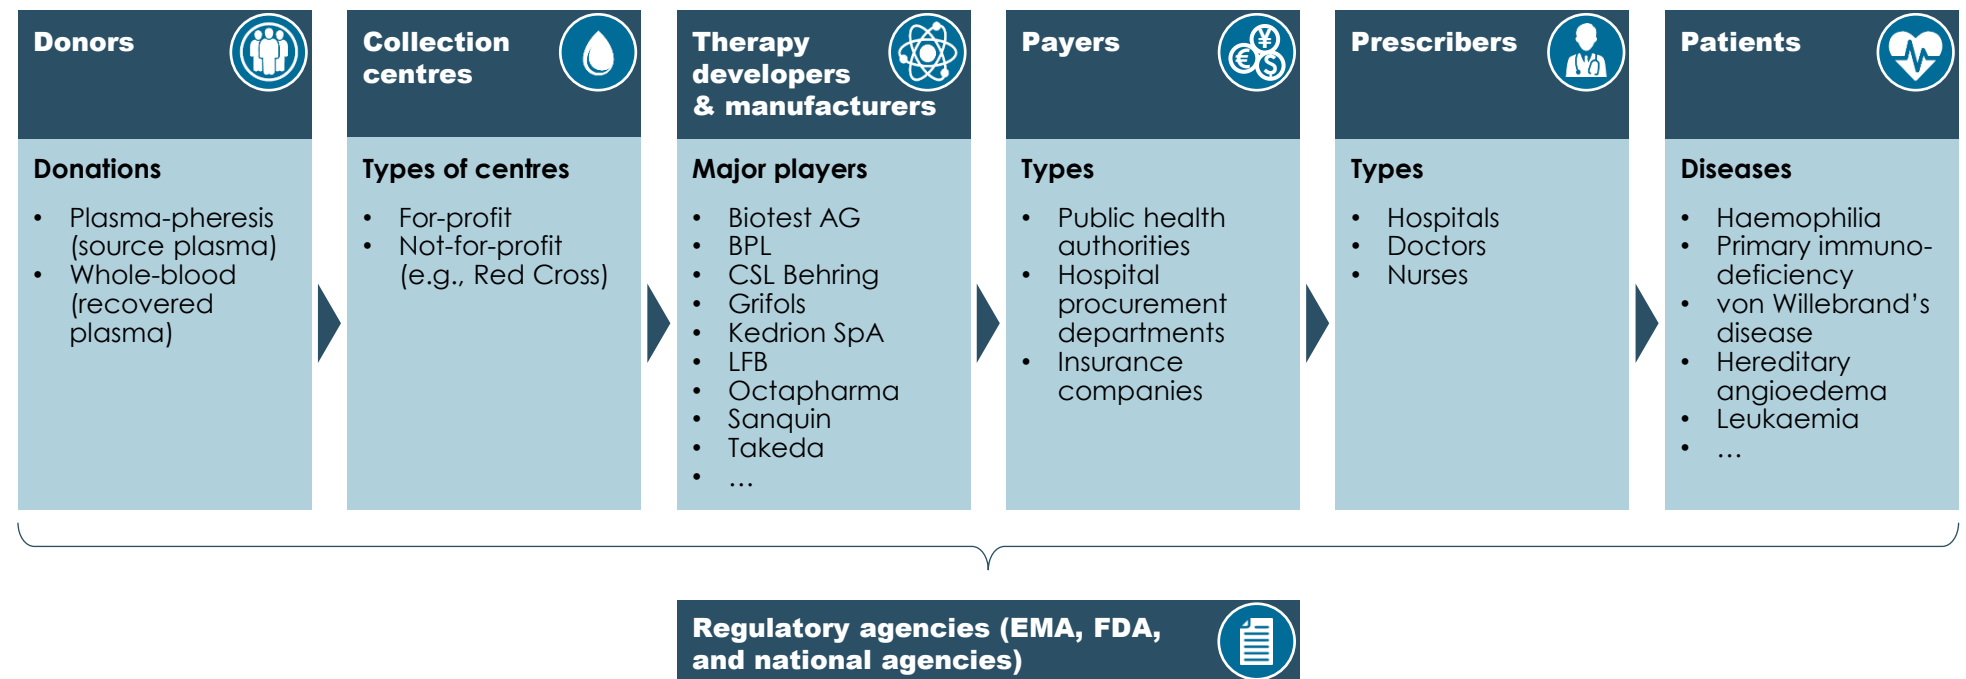 Donors
Donations
• Plasma-pheresis
(source plasma)
• Whole-blood
(recovered
plasma)
Collection
centres
Types of centres
• For-profit
• Not-for-profit
(e.g., Red Cross)
Therapy
developers
& manufacturers
Major players
• Biotest AG
• BPL
• CSL Behring
• Grifols
• Kedrion SpA
• LFB
• Octapharma
• Sanquin
• Takeda
• …
Payers
¥
€ $
Types
• Public health
authorities
• Hospital
procurement
departments
• Insurance
companies
Prescribers
Types
• Hospitals
• Doctors
• Nurses
Patients
Diseases
• Haemophilia
• Primary immuno-
deficiency
• von Willebrand’s
disease
• Hereditary
angioedema
• Leukaemia
• …
Regulatory agencies (EMA, FDA,
and national agencies)